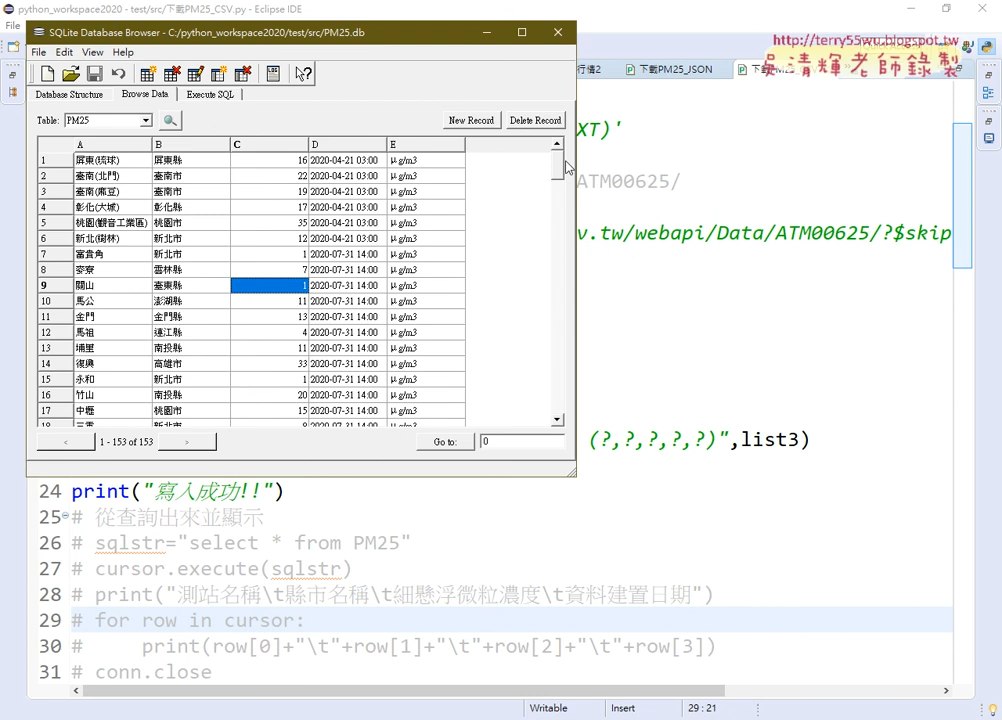 python_workspace2020 - test/src/下載PM25_CSV.py - Eclipse IDE
File
SQLite Database Browser - C:/python_workspace2020/test/src/PM25.db
File Edit View Help
http://terry55wu.blogspot.tw
吳清輝老師錄製
行情2
下載PM25_JSON
Database Structure Browse Data Execute SQL
Table: PM25 New Record Delete Record
A B C D E
1 屏東(琉球) 屏東縣 16 2020-04-21 03:00 μg/m3
2 臺南(北門) 臺南市 22 2020-04-21 03:00 μg/m3
3 臺南(麻豆) 臺南市 19 2020-04-21 03:00 μg/m3
4 彰化(大城) 彰化縣 17 2020-04-21 03:00 μg/m3
5 桃園(觀音工業區) 桃園市 35 2020-04-21 03:00 μg/m3
6 新北(樹林) 新北市 12 2020-04-21 03:00 μg/m3
7 富貴角 新北市 1 2020-07-31 14:00 μg/m3
8 麥寮 雲林縣 7 2020-07-31 14:00 μg/m3
9 關山 臺東縣 1 2020-07-31 14:00 μg/m3
10 馬公 澎湖縣 11 2020-07-31 14:00 μg/m3
11 金門 金門縣 13 2020-07-31 14:00 μg/m3
12 馬祖 連江縣 4 2020-07-31 14:00 μg/m3
13 埔里 南投縣 11 2020-07-31 14:00 μg/m3
14 復興 高雄市 33 2020-07-31 14:00 μg/m3
15 永和 新北市 1 2020-07-31 14:00 μg/m3
16 竹山 南投縣 20 2020-07-31 14:00 μg/m3
17 中壢 桃園市 15 2020-07-31 14:00 μg/m3
< 1 - 153 of 153 > Go to: 0
XT)'
ATM00625/
v.tw/webapi/Data/ATM00625/?$skip
(?,?,?,?,?)",list3)
24 print("寫入成功!!")
25 # 從查詢出來並顯示
26 # sqlstr="select * from PM25"
27 # cursor.execute(sqlstr)
28 # print("測站名稱\t縣市名稱\t細懸浮微粒濃度\t資料建置日期")
29 # for row in cursor:
30 #     print(row[0]+"\t"+row[1]+"\t"+row[2]+"\t"+row[3])
31 # conn.close
Writable Insert 29 : 21